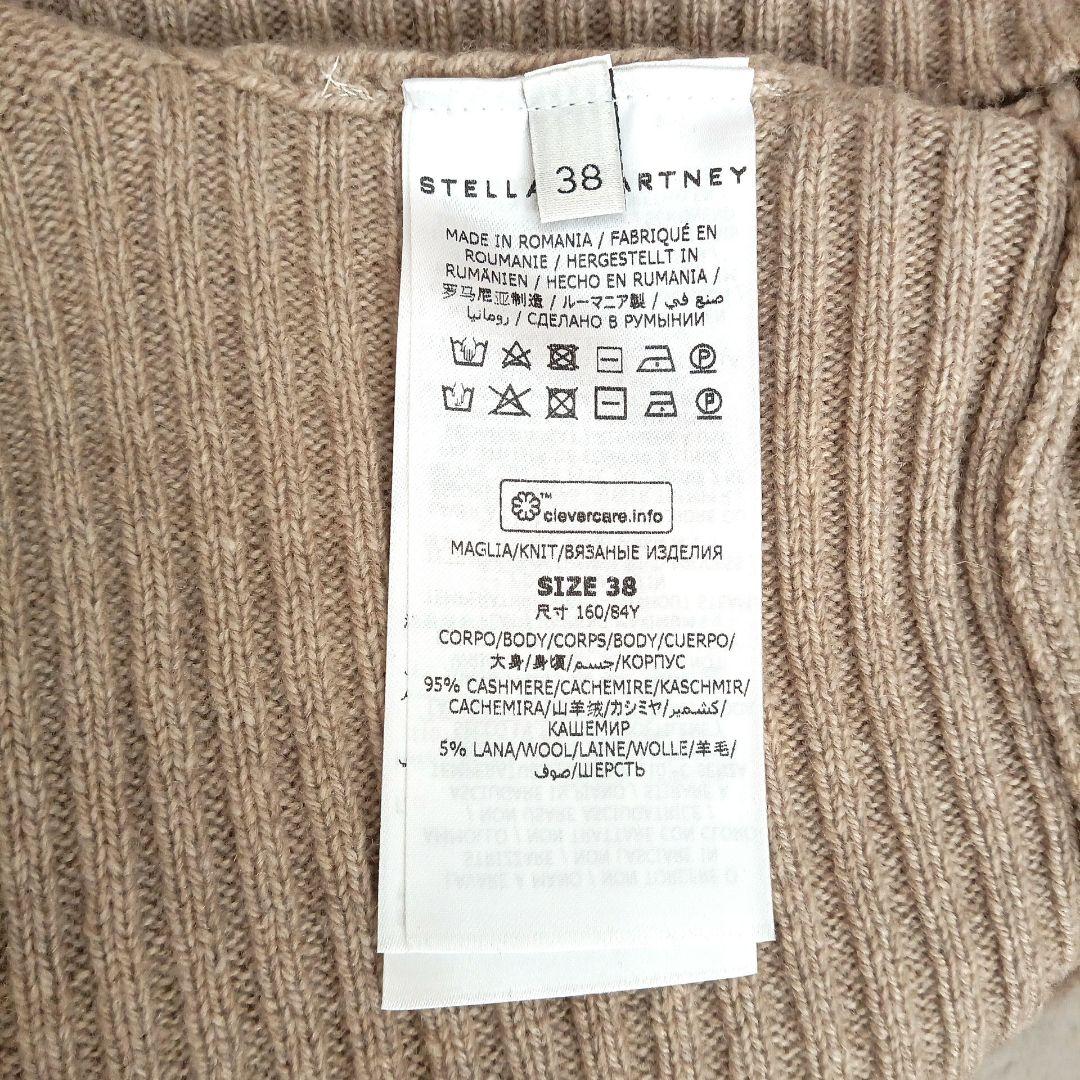 38
STELLA ARTNEY
MADE IN ROMANIA / FABRIQUÉ EN
ROUMANIE / HERGESTELLT IN
RUMÄNIEN / HECHO EN RUMANIA /
罗马尼亚制造 / ルーマニア製 / صنع في
رومانيا / СДЕЛАНО В РУМЫНИИ
P
P
™
clevercare.info
MAGLIA/KNIT/ВЯЗАНЫЕ ИЗДЕЛИЯ
SIZE 38
尺寸 160/84Y
CORPO/BODY/CORPS/BODY/CUERPO/
大身/身頃/جسم/КОРПУС
95% CASHMERE/CACHEMIRE/KASCHMIR/
CACHEMIRA/山羊绒/カシミヤ/كشمير/
КАШЕМИР
5% LANA/WOOL/LAINE/WOLLE/羊毛/
صوف/ШЕРСТЬ